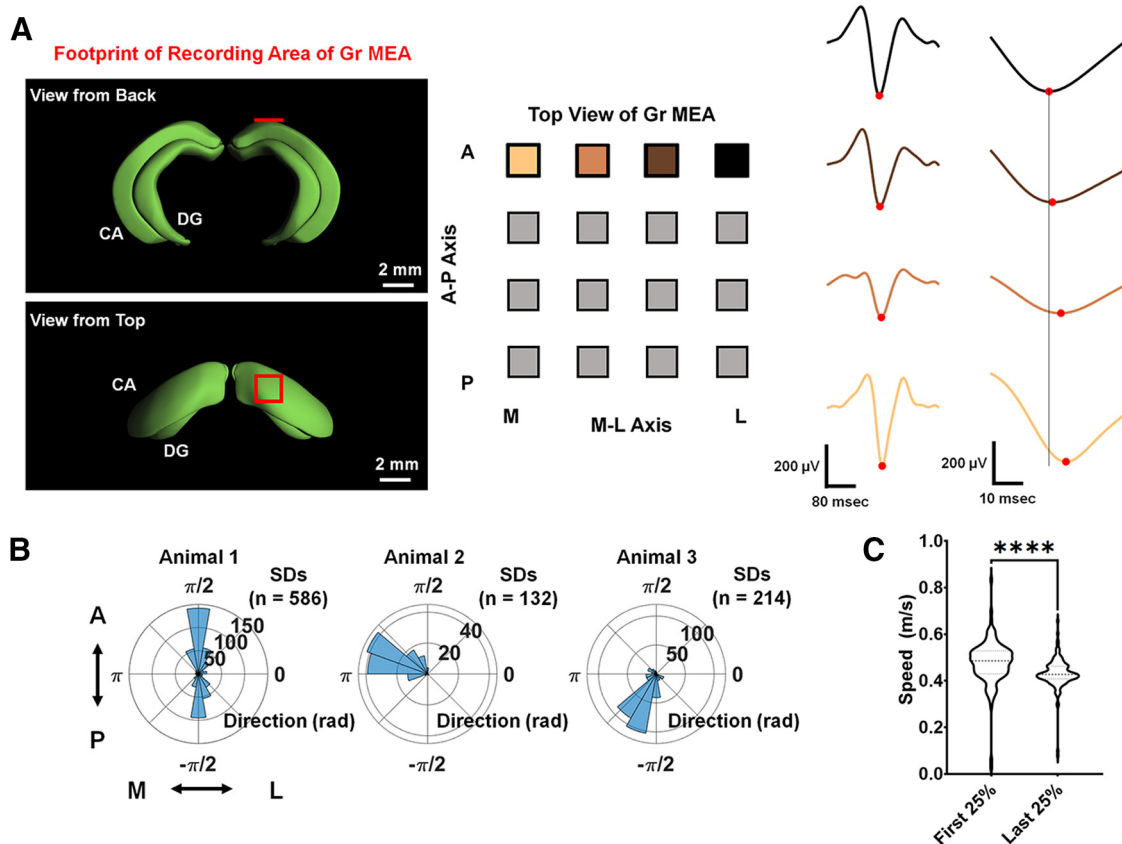 A
Footprint of Recording Area of Gr MEA
View from Back
CA
DG
2 mm
View from Top
CA
DG
2 mm
Top View of Gr MEA
A
A-P Axis
P
M
M-L Axis
L
200 µV
80 msec
200 µV
10 msec
B
Animal 1
π/2
SDs
(n = 586)
150
100
50
π
0
Direction (rad)
-π/2
A
P
M
L
Animal 2
π/2
SDs
(n = 132)
40
20
π
0
Direction (rad)
-π/2
Animal 3
π/2
SDs
(n = 214)
100
50
π
0
Direction (rad)
-π/2
C
****
Speed (m/s)
1.0
0.8
0.6
0.4
0.2
0.0
First 25%
Last 25%